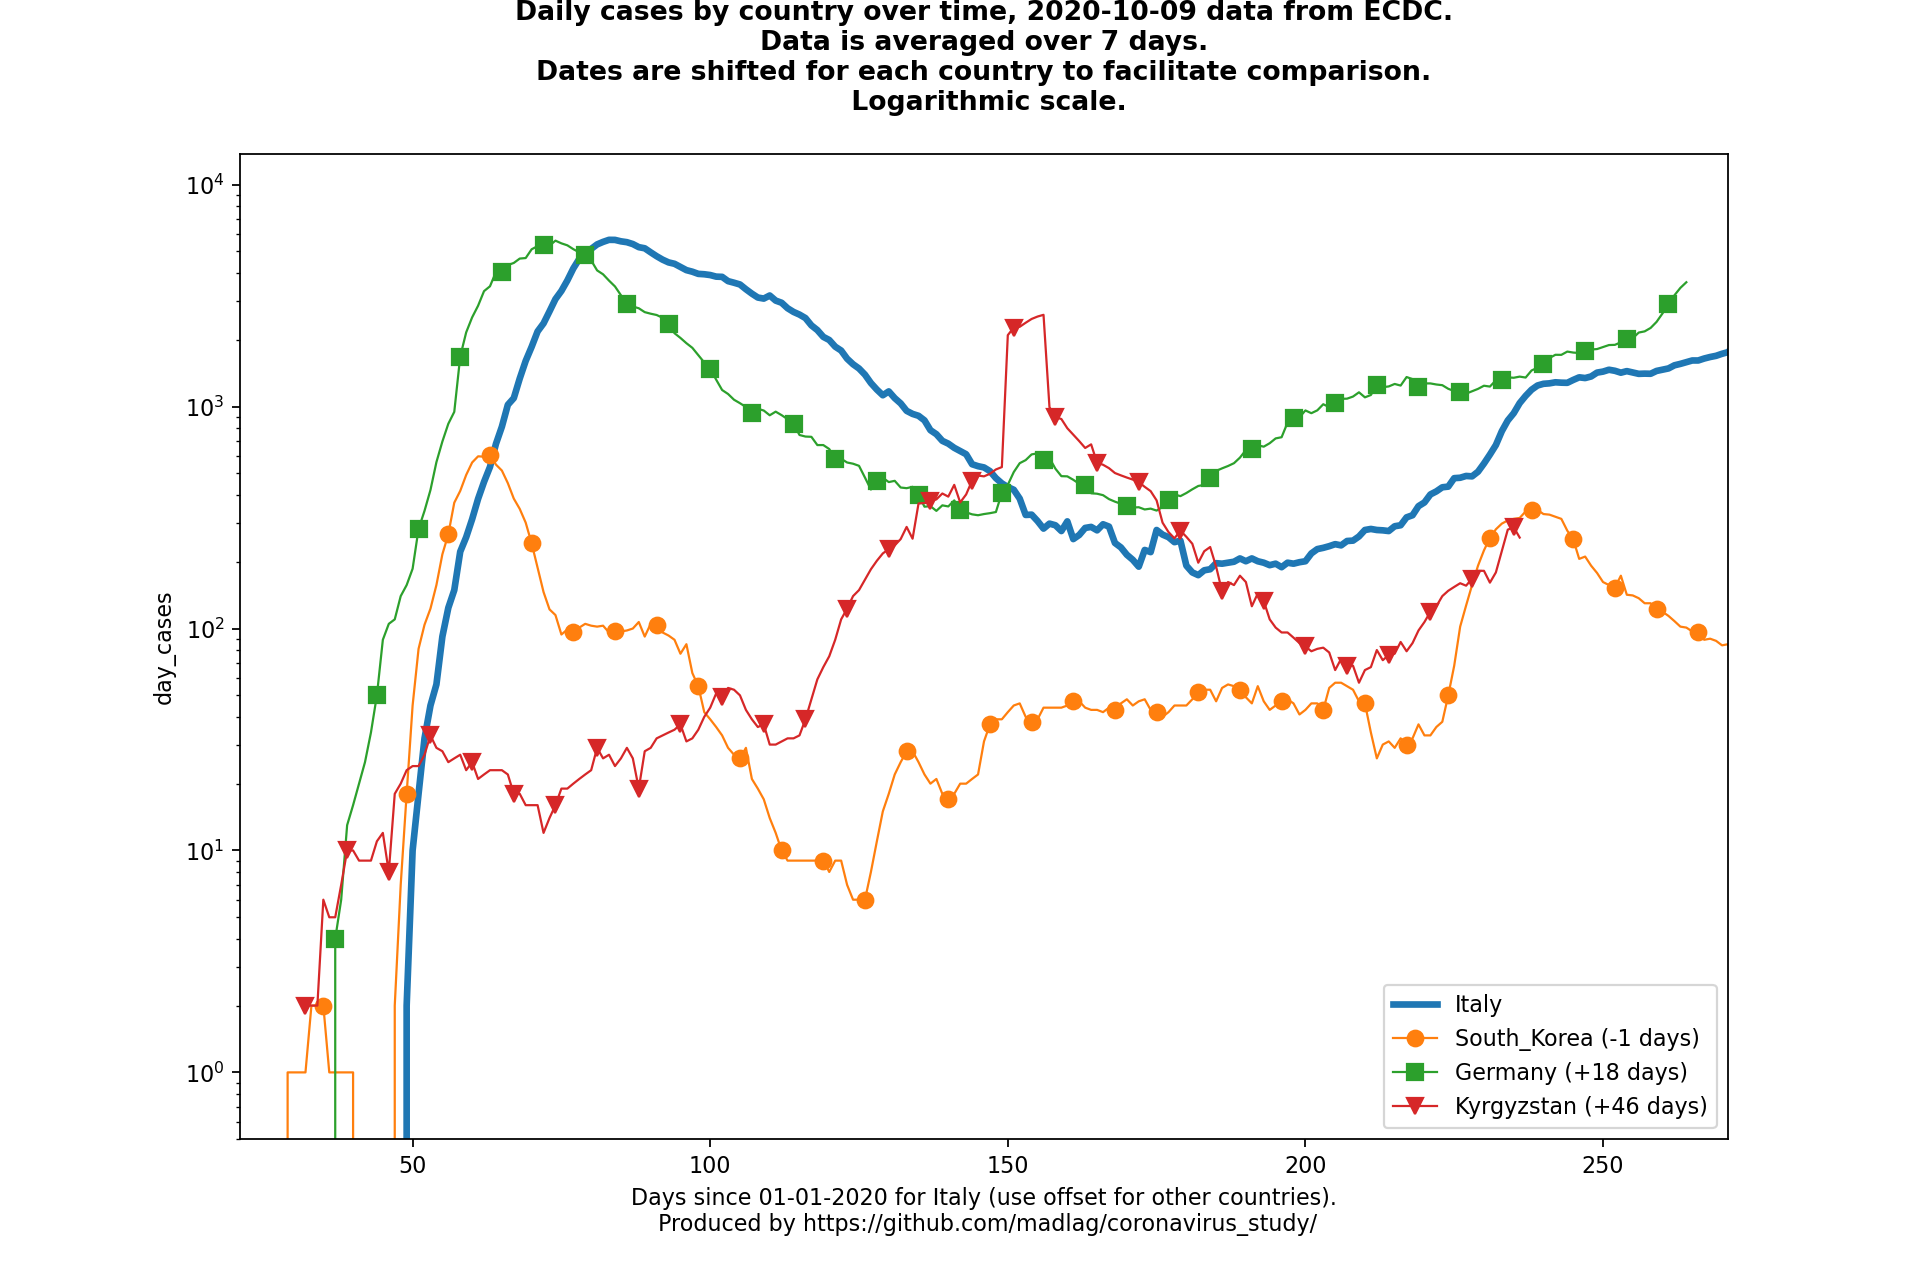 Daily cases by country over time, 2020-10-09 data from ECDC.
Data is averaged over 7 days.
Dates are shifted for each country to facilitate comparison.
Logarithmic scale.
10⁴
10³
10²
10¹
10⁰
day_cases
50
100
150
200
250
Italy
South_Korea (-1 days)
Germany (+18 days)
Kyrgyzstan (+46 days)
Days since 01-01-2020 for Italy (use offset for other countries).
Produced by https://github.com/madlag/coronavirus_study/